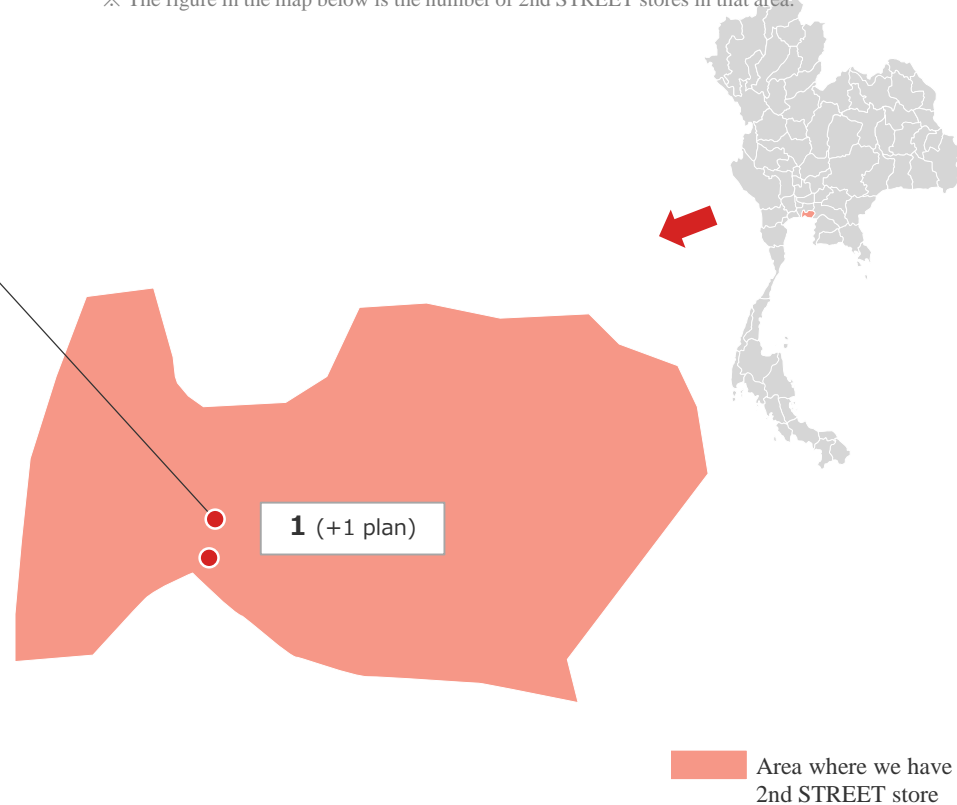 ※ The figure in the map below is the number of 2nd STREET stores in that area.
1 (+1 plan)
Area where we have
2nd STREET store